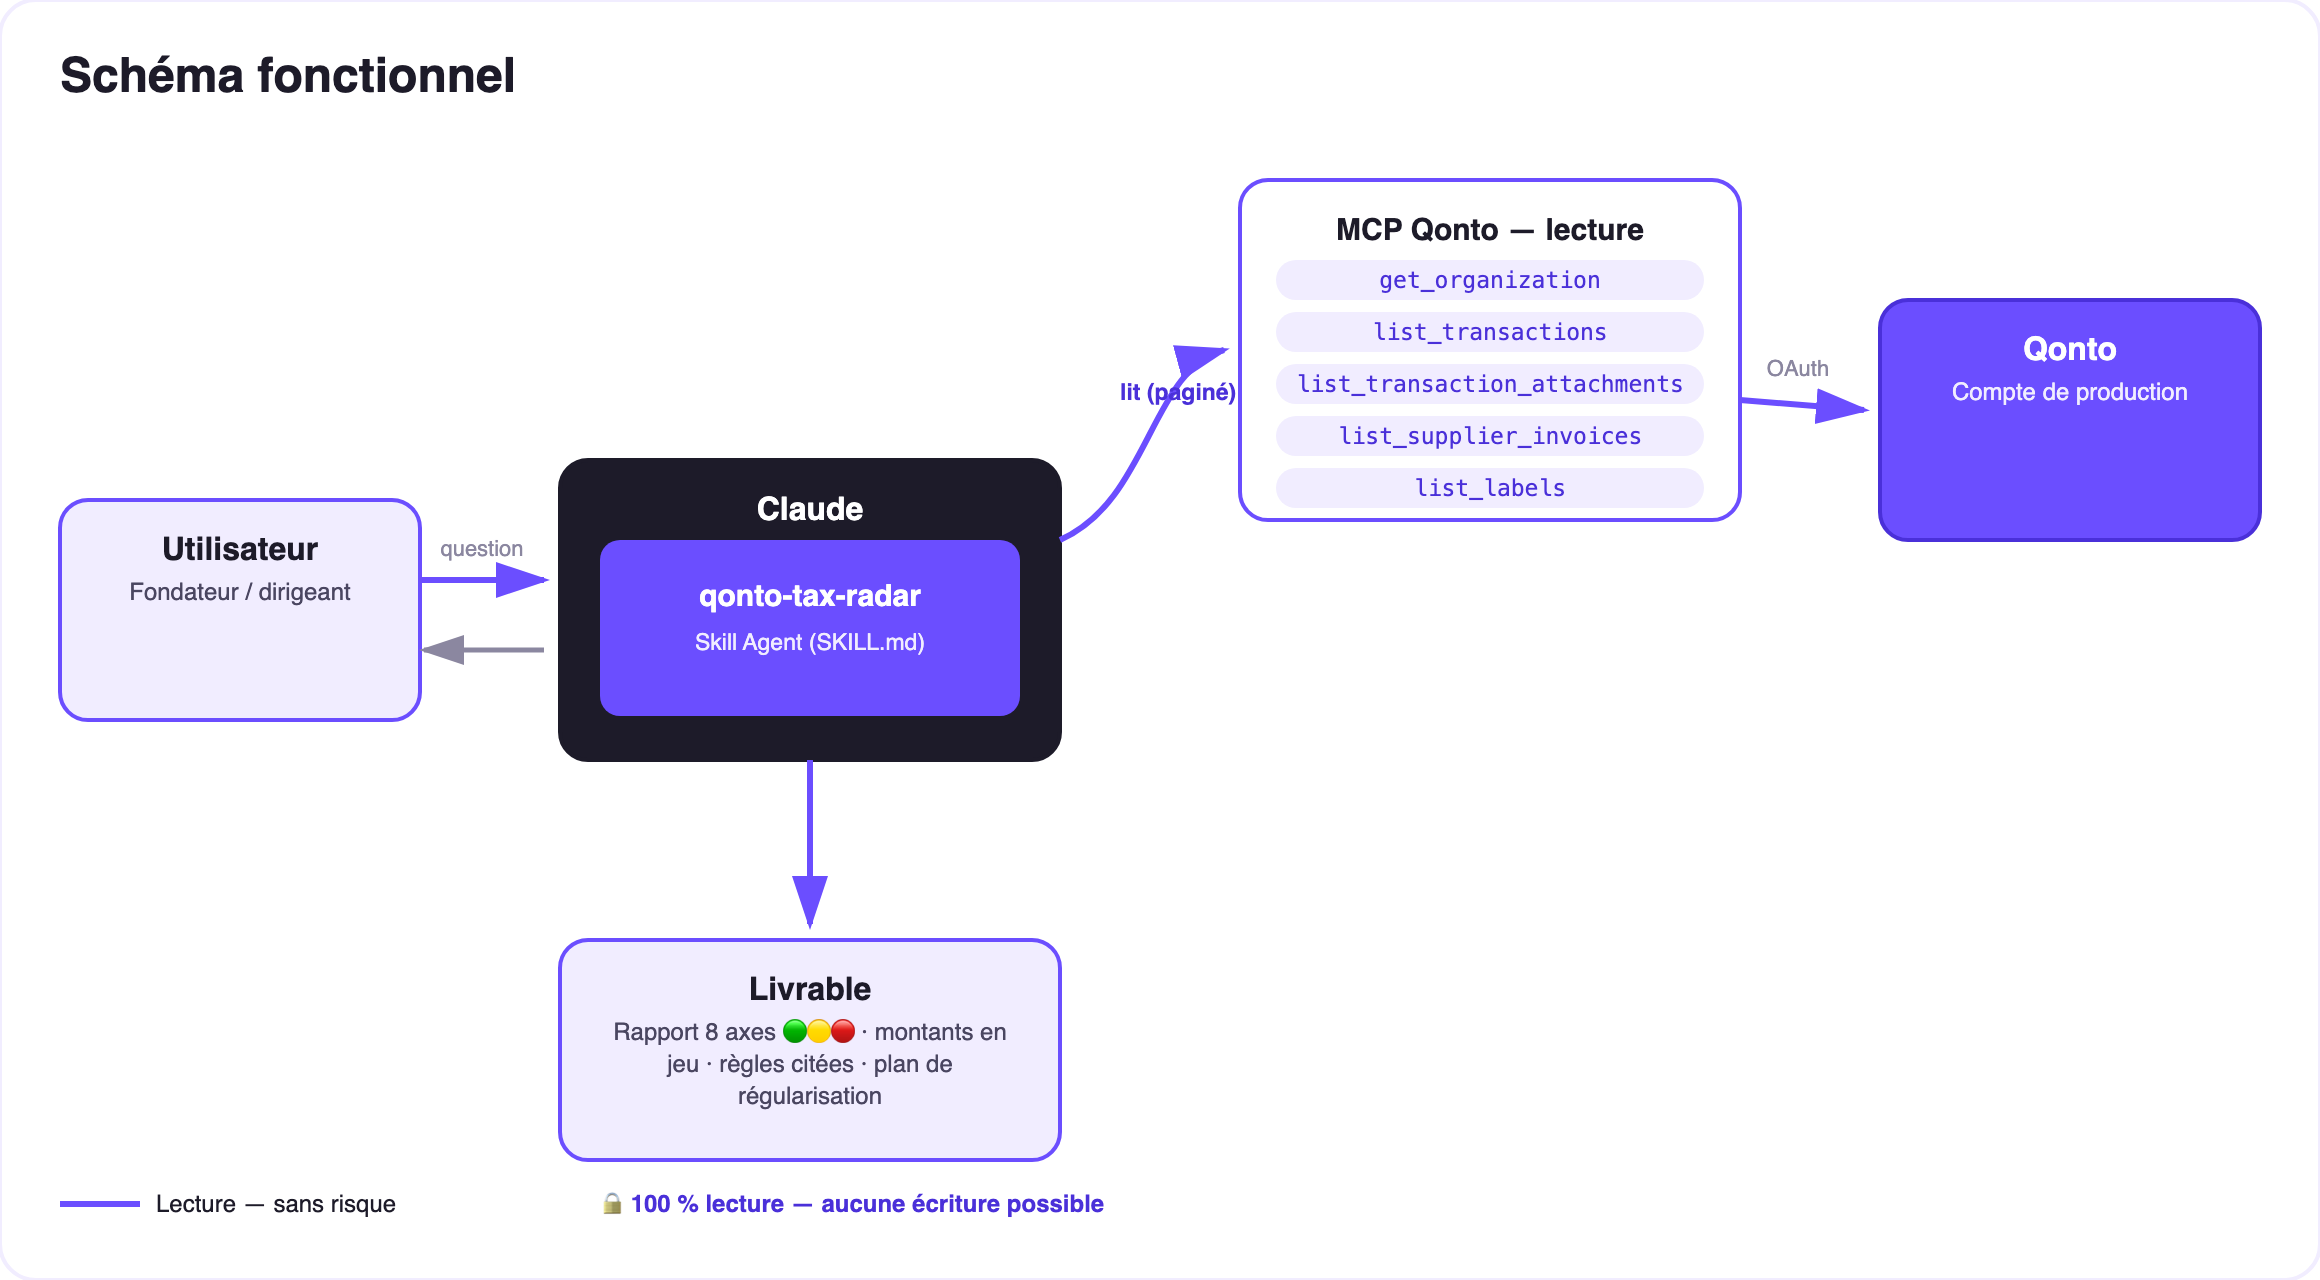 Schéma fonctionnel
MCP Qonto — lecture
get_organization
list_transactions
list_transaction_attachments
list_supplier_invoices
list_labels
lit (paginé)
OAuth
Qonto
Compte de production
Utilisateur
Fondateur / dirigeant
question
Claude
qonto-tax-radar
Skill Agent (SKILL.md)
Livrable
Rapport 8 axes 🟢🟡🔴 · montants en
jeu · règles citées · plan de
régularisation
Lecture — sans risque
🔒 100 % lecture — aucune écriture possible